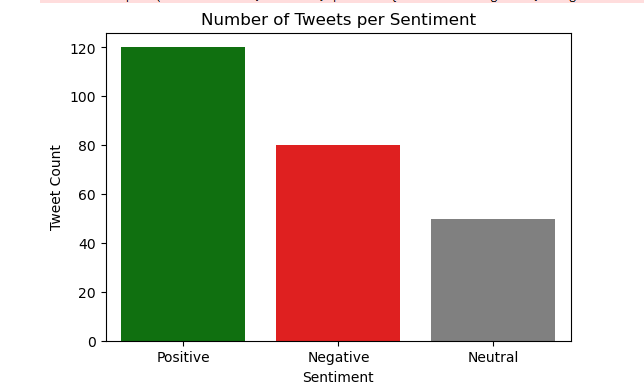 Number of Tweets per Sentiment
120
100
80
60
40
20
0
Tweet Count
Positive Negative Neutral
Sentiment